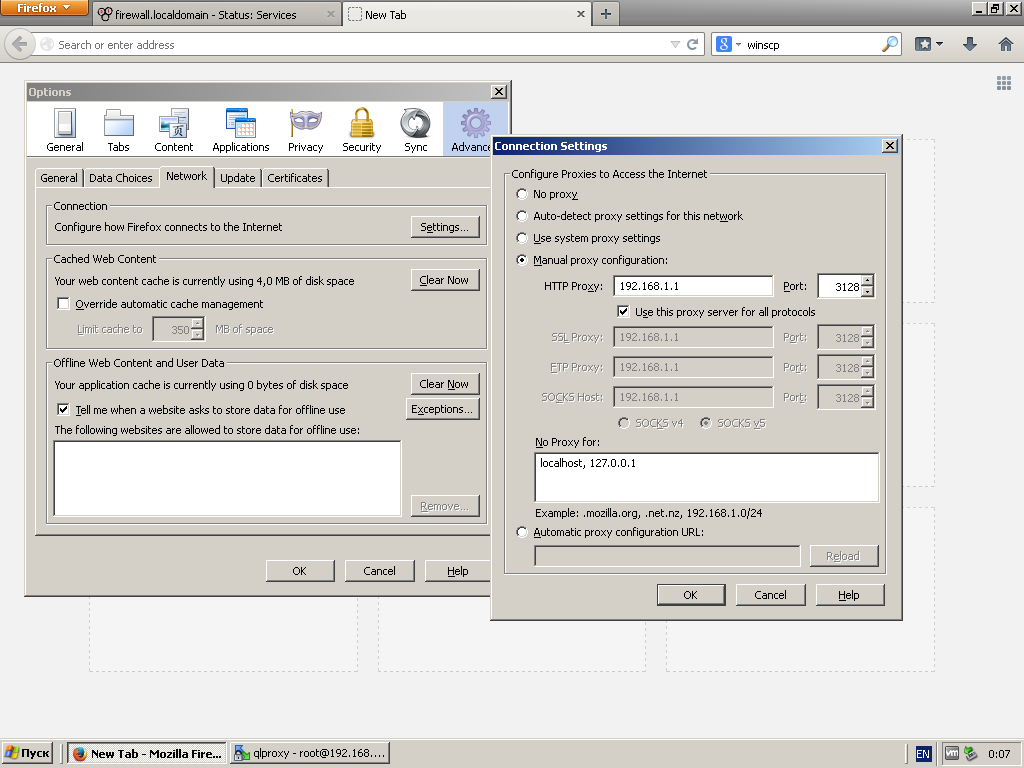 Firefox
firewall.localdomain - Status: Services
New Tab
Search or enter address
winscp
Options
General
Tabs
Content
Applications
Privacy
Security
Sync
Advance
General
Data Choices
Network
Update
Certificates
Connection
Configure how Firefox connects to the Internet
Settings...
Cached Web Content
Your web content cache is currently using 4,0 MB of disk space
Clear Now
Override automatic cache management
Limit cache to
350
MB of space
Offline Web Content and User Data
Your application cache is currently using 0 bytes of disk space
Clear Now
Tell me when a website asks to store data for offline use
Exceptions...
The following websites are allowed to store data for offline use:
Remove...
OK
Cancel
Help
Connection Settings
Configure Proxies to Access the Internet
No proxy
Auto-detect proxy settings for this network
Use system proxy settings
Manual proxy configuration:
HTTP Proxy:
192.168.1.1
Port:
3128
Use this proxy server for all protocols
SSL Proxy:
192.168.1.1
Port:
3128
FTP Proxy:
192.168.1.1
Port:
3128
SOCKS Host:
192.168.1.1
Port:
3128
SOCKS v4
SOCKS v5
No Proxy for:
localhost, 127.0.0.1
Example: .mozilla.org, .net.nz, 192.168.1.0/24
Automatic proxy configuration URL:
Reload
OK
Cancel
Help
Пуск
New Tab - Mozilla Fire...
qlproxy - root@192.168....
EN
vm
0:07